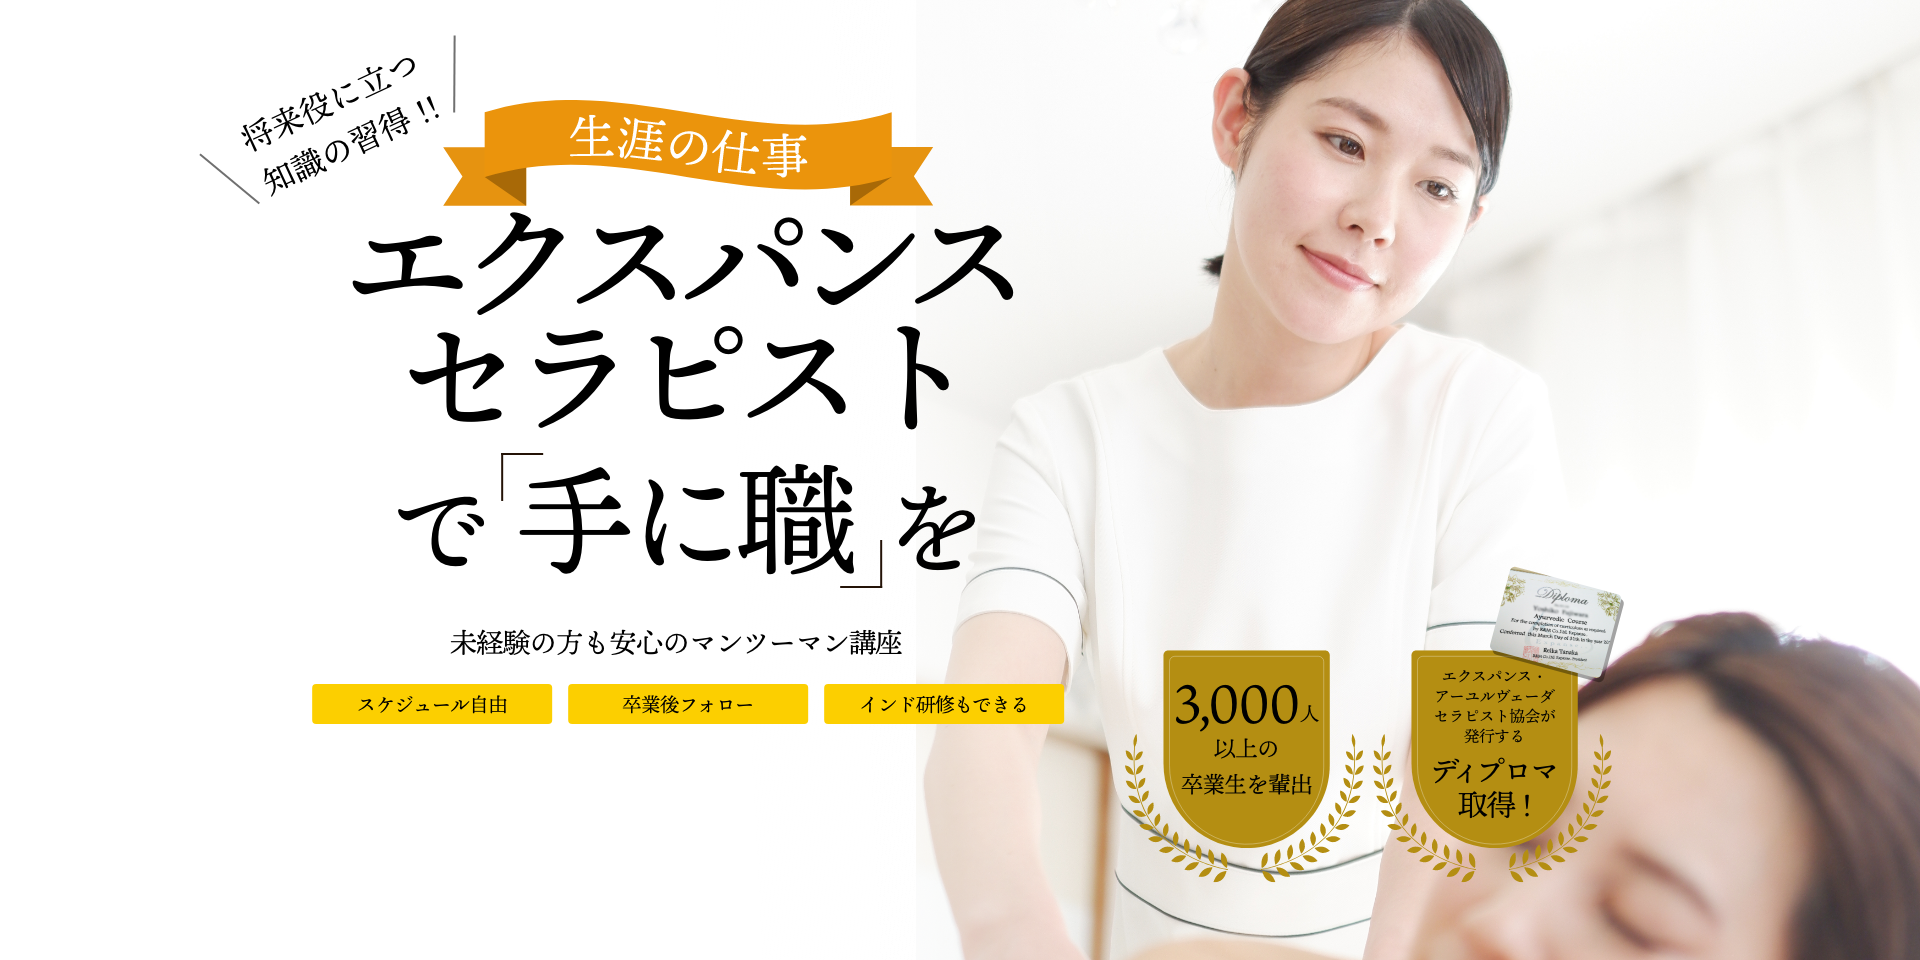 将来役に立つ
知識の習得!!
生涯の仕事
エクスパンス
セラピスト
で「手に職」を
未経験の方も安心のマンツーマン講座
スケジュール自由
卒業後フォロー
インド研修もできる
3,000人
以上の
卒業生を輩出
Diploma
Ayurvedic Course
Keika Tanaka
エクスパンス・
アーユルヴェーダ
セラピスト協会が
発行する
ディプロマ
取得!